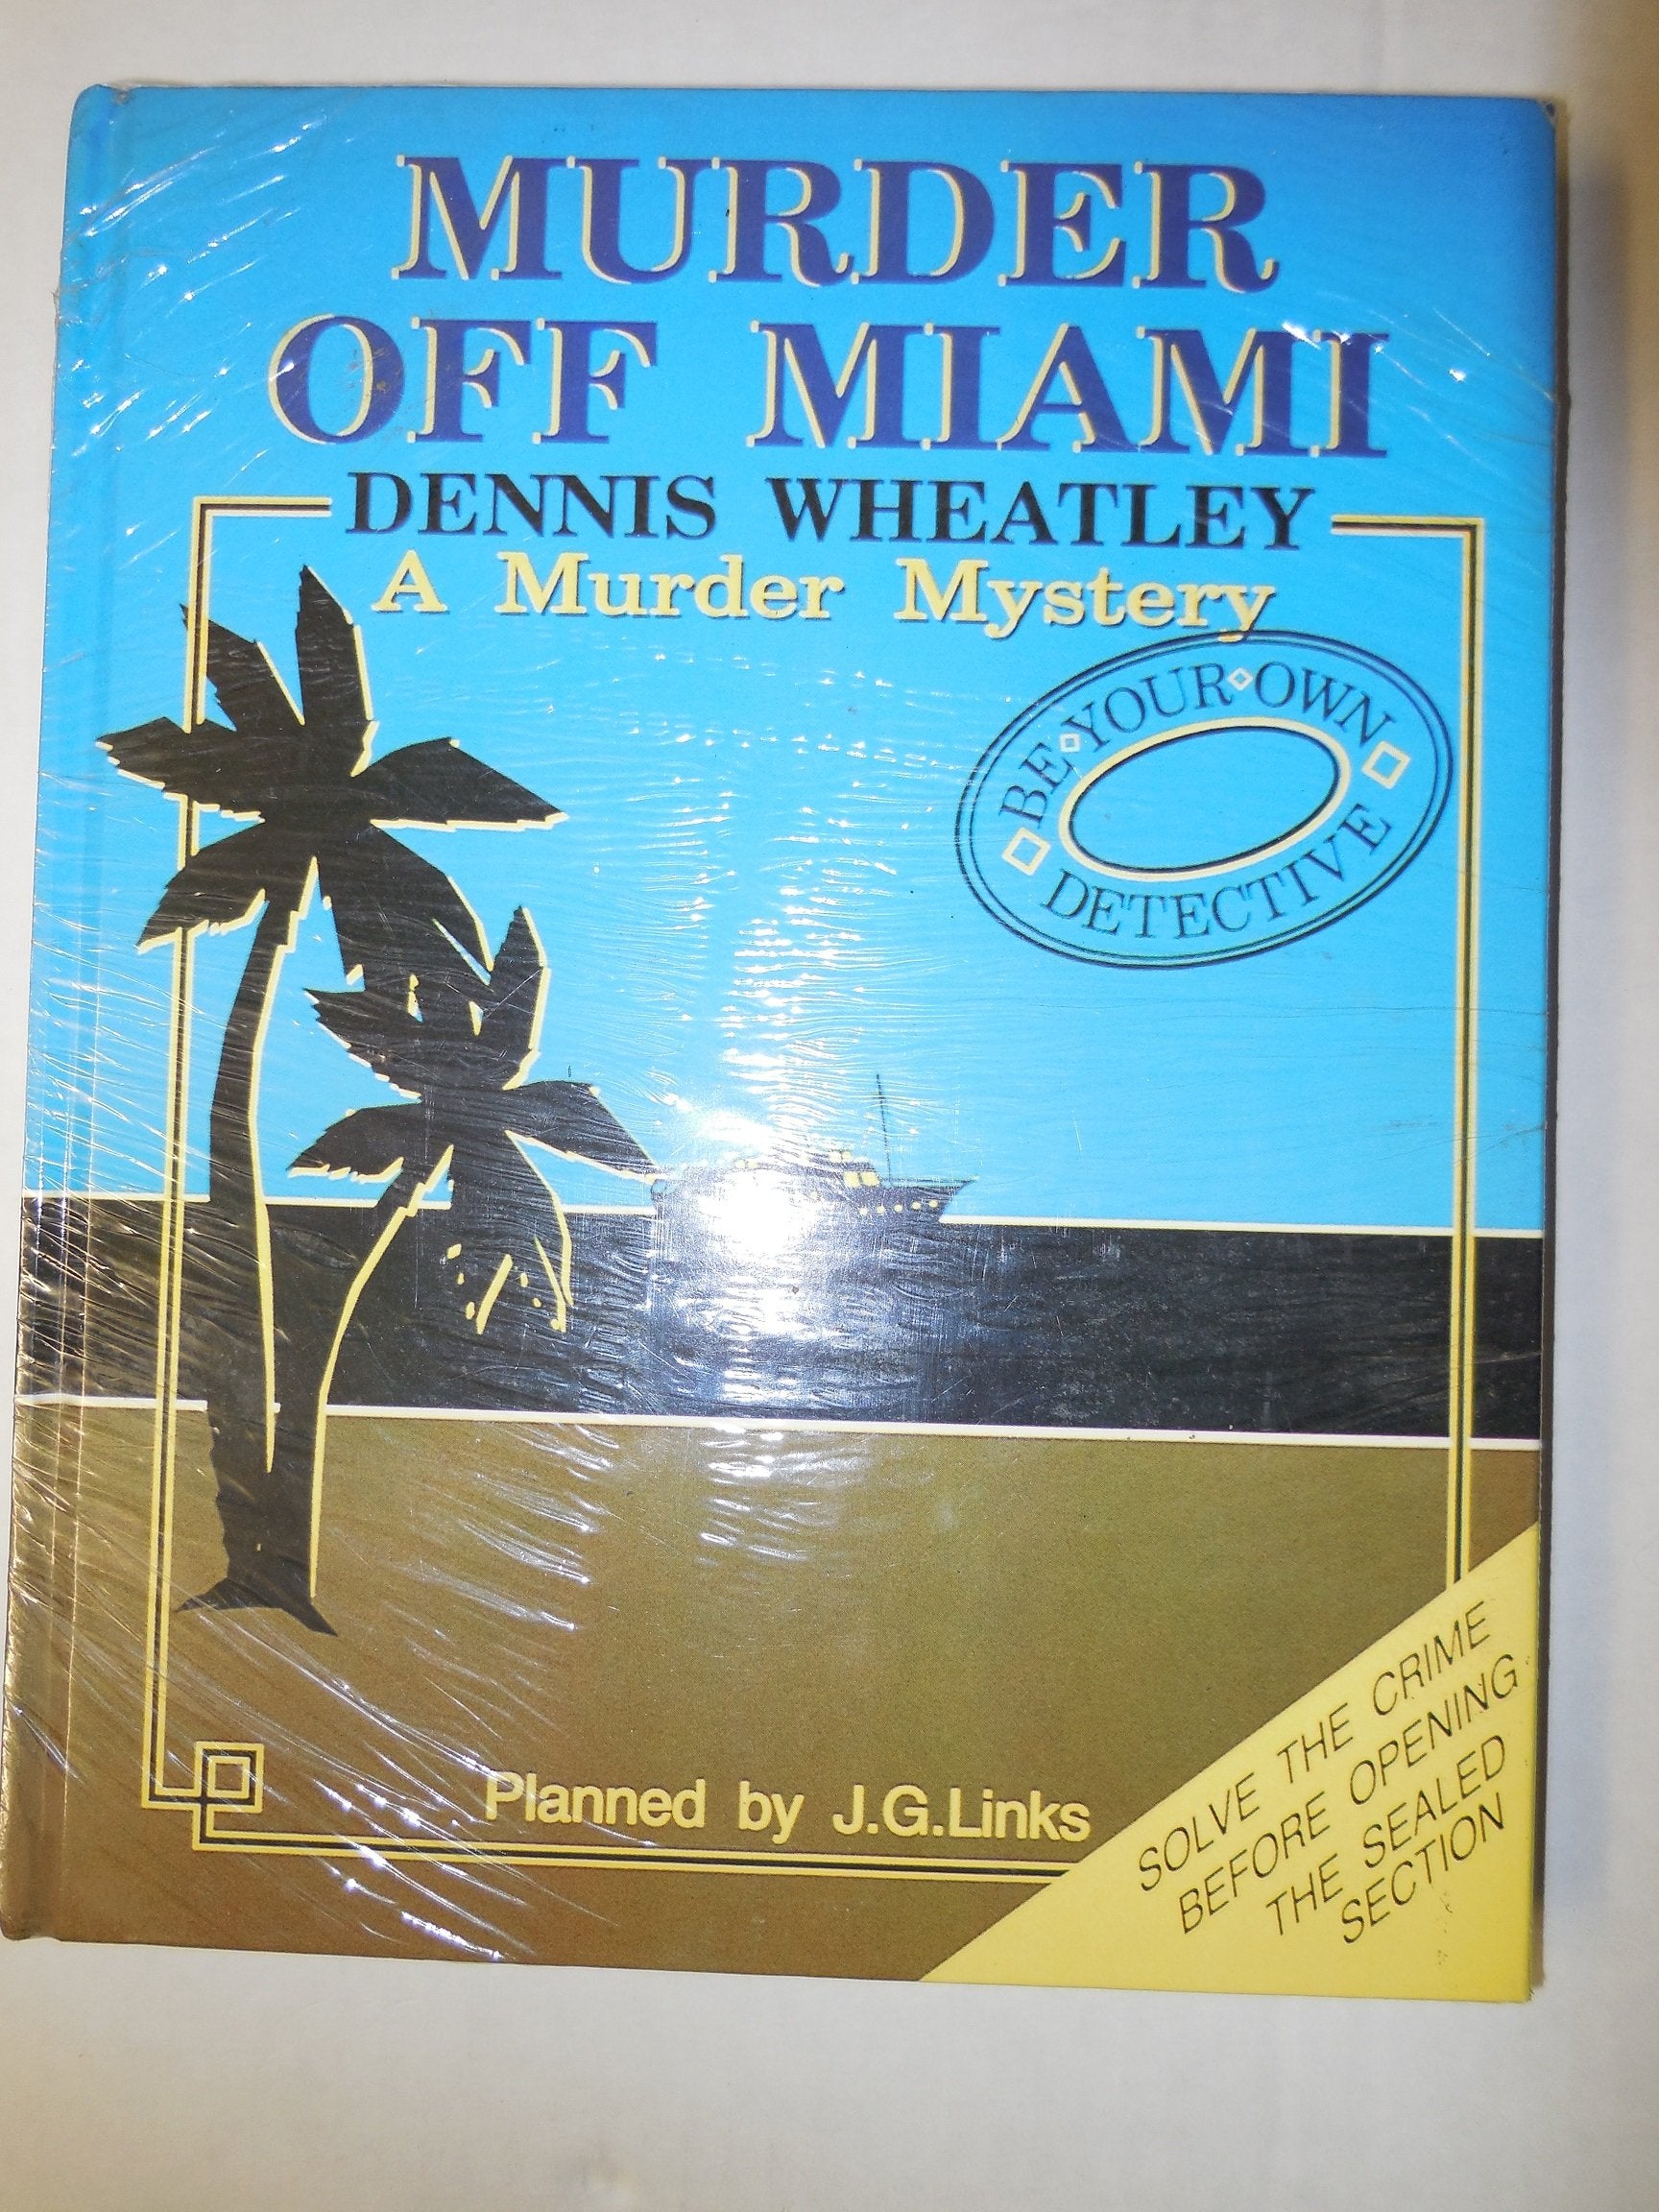 MURDER
OFF MIAMI
DENNIS WHEATLEY
A Murder Mystery
BE YOUR OWN
DETECTIVE
Planned by J.G.Links
SOLVE THE CRIME
BEFORE OPENING
THE SEALED
SECTION